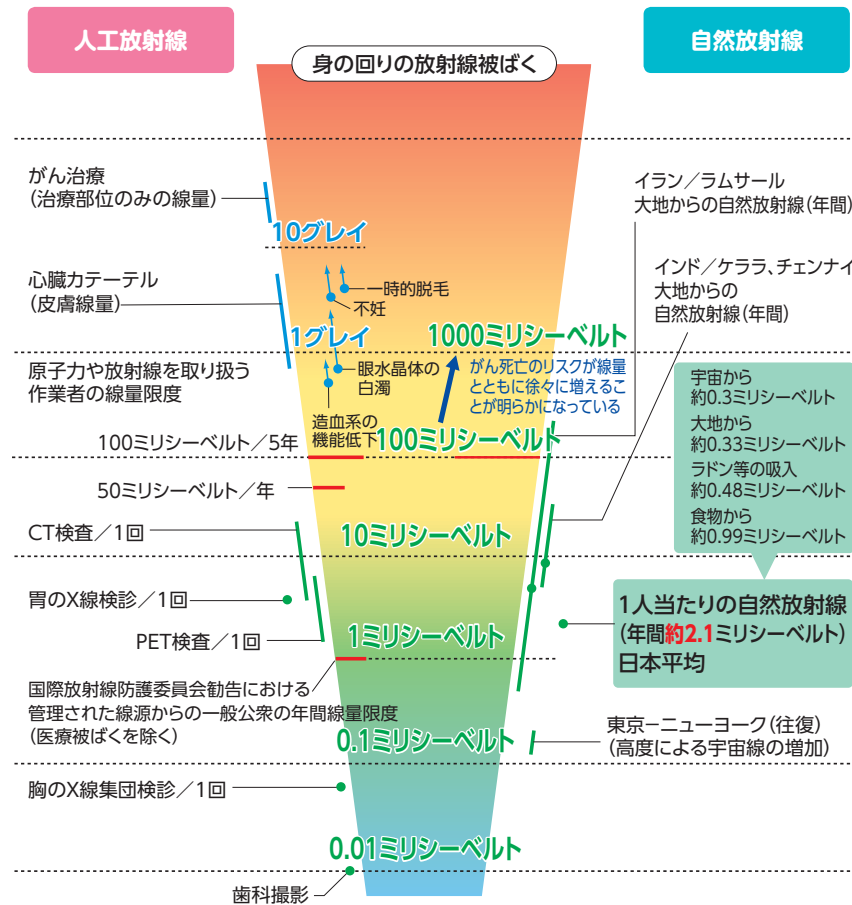 人工放射線
身の回りの放射線被ばく
自然放射線
がん治療
(治療部位のみの線量)
10グレイ
心臓カテーテル
(皮膚線量)
一時的脱毛
不妊
1グレイ
1000ミリシーベルト
原子力や放射線を取り扱う
作業者の線量限度
眼水晶体の
白濁
がん死亡のリスクが線量
とともに徐々に増えるこ
とが明らかになっている
造血系の
機能低下
100ミリシーベルト
100ミリシーベルト/5年
50ミリシーベルト/年
CT検査/1回
10ミリシーベルト
胃のX線検診/1回
PET検査/1回
1ミリシーベルト
国際放射線防護委員会勧告における
管理された線源からの一般公衆の年間線量限度
(医療被ばくを除く)
0.1ミリシーベルト
胸のX線集団検診/1回
0.01ミリシーベルト
歯科撮影
イラン/ラムサール
大地からの自然放射線(年間)
インド/ケララ、チェンナイ
大地からの
自然放射線(年間)
宇宙から
約0.3ミリシーベルト
大地から
約0.33ミリシーベルト
ラドン等の吸入
約0.48ミリシーベルト
食物から
約0.99ミリシーベルト
1人当たりの自然放射線
(年間約2.1ミリシーベルト)
日本平均
東京−ニューヨーク(往復)
(高度による宇宙線の増加)